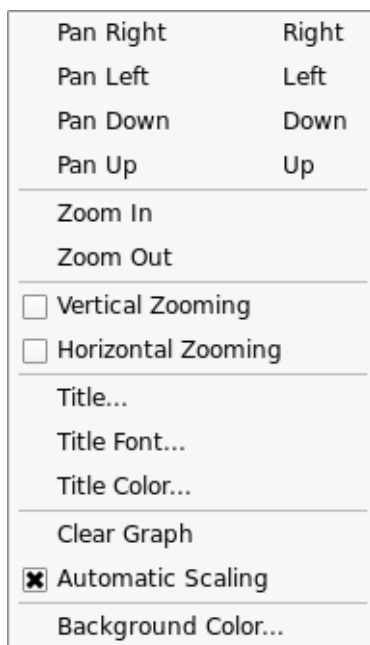 Pan Right Right
Pan Left Left
Pan Down Down
Pan Up Up
Zoom In
Zoom Out
Vertical Zooming
Horizontal Zooming
Title...
Title Font...
Title Color...
Clear Graph
Automatic Scaling
Background Color...